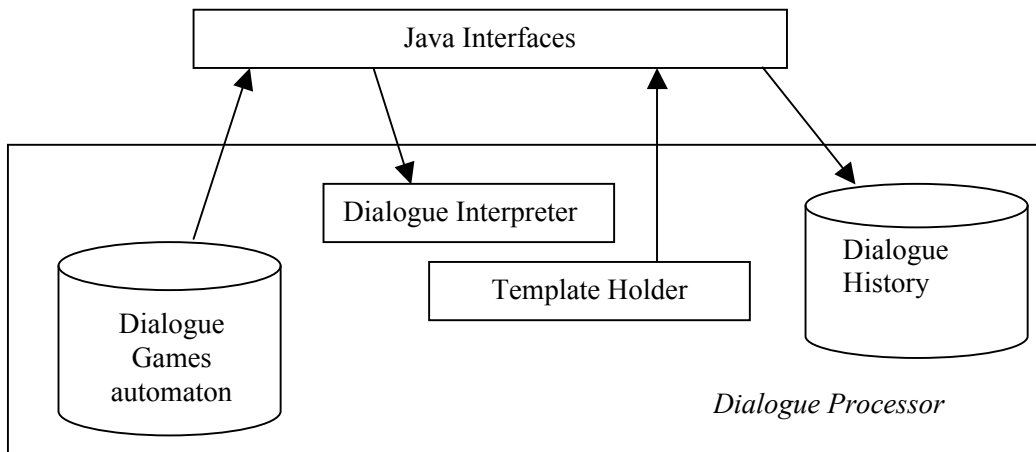 Java Interfaces
Dialogue Interpreter
Dialogue
History
Template Holder
Dialogue
Games
automaton
Dialogue Processor